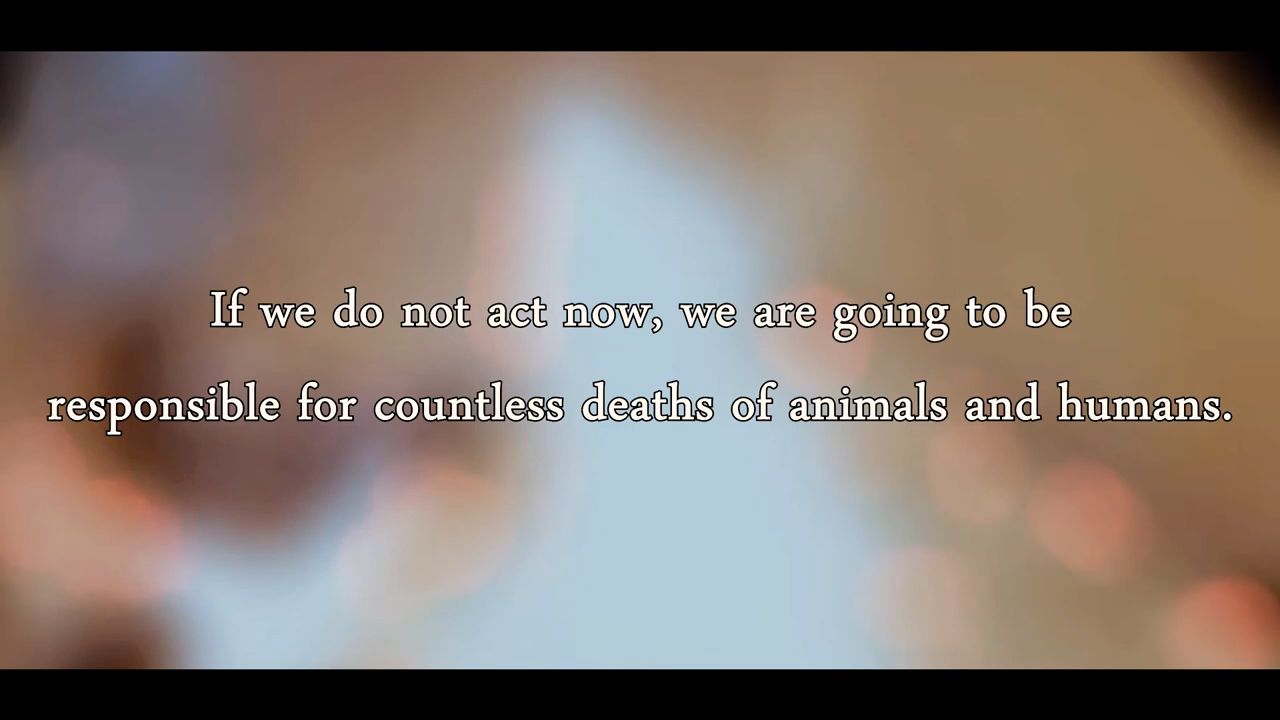 If we do not act now, we are going to be
responsible for countless deaths of animals and humans.